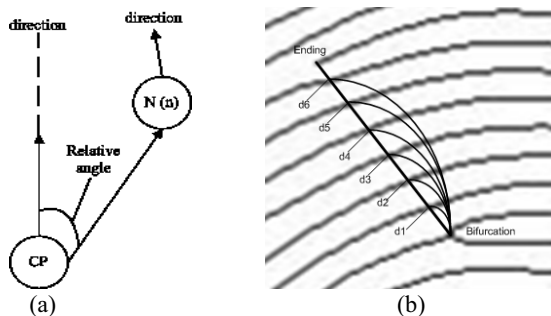 direction
direction
N (n)
Relative
angle
CP
(a)
Ending
d6
d5
d4
d3
d2
d1
Bifurcation
(b)